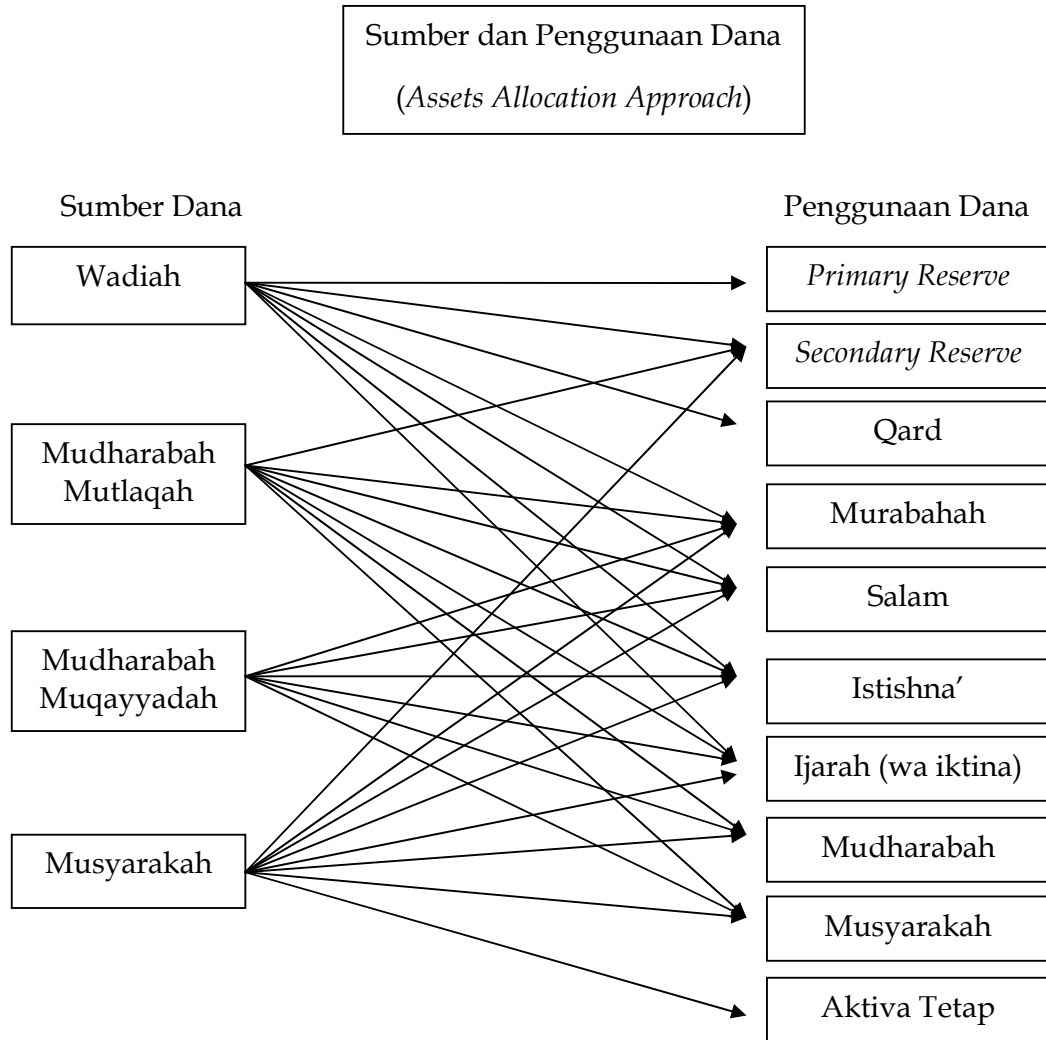 Sumber dan Penggunaan Dana
(Assets Allocation Approach)
Sumber Dana
Penggunaan Dana
Wadiah
Mudharabah
Mutlaqah
Mudharabah
Muqayyadah
Musyarakah
Primary Reserve
Secondary Reserve
Qard
Murabahah
Salam
Istishna’
Ijarah (wa iktina)
Mudharabah
Musyarakah
Aktiva Tetap